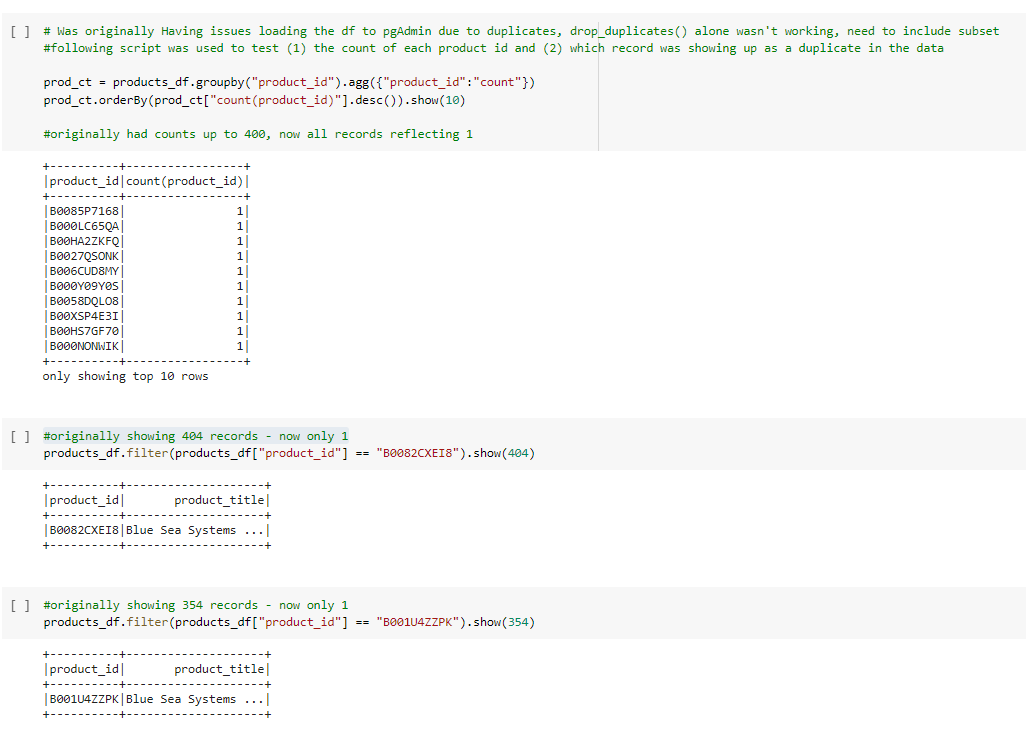 [ ] # Was originally Having issues loading the df to pgAdmin due to duplicates, drop_duplicates() alone wasn't working, need to include subset
#following script was used to test (1) the count of each product id and (2) which record was showing up as a duplicate in the data
prod_ct = products_df.groupby("product_id").agg({"product_id":"count"})
prod_ct.orderBy(prod_ct["count(product_id)"].desc()).show(10)
#originally had counts up to 400, now all records reflecting 1
+----------+-----------------+
|product_id|count(product_id)|
+----------+-----------------+
|B0085P7168|                1|
|B000LC65QA|                1|
|B00HA2ZKFQ|                1|
|B0027QSONK|                1|
|B006CUD8MY|                1|
|B000Y09Y0S|                1|
|B0058DQLO8|                1|
|B00XSP4E3I|                1|
|B00HS7GF70|                1|
|B000NONWIK|                1|
+----------+-----------------+
only showing top 10 rows
[ ] #originally showing 404 records - now only 1
products_df.filter(products_df["product_id"] == "B0082CXEI8").show(404)
+----------+--------------------+
|product_id|       product_title|
+----------+--------------------+
|B0082CXEI8|Blue Sea Systems ...|
+----------+--------------------+
[ ] #originally showing 354 records - now only 1
products_df.filter(products_df["product_id"] == "B001U4ZZPK").show(354)
+----------+--------------------+
|product_id|       product_title|
+----------+--------------------+
|B001U4ZZPK|Blue Sea Systems ...|
+----------+--------------------+